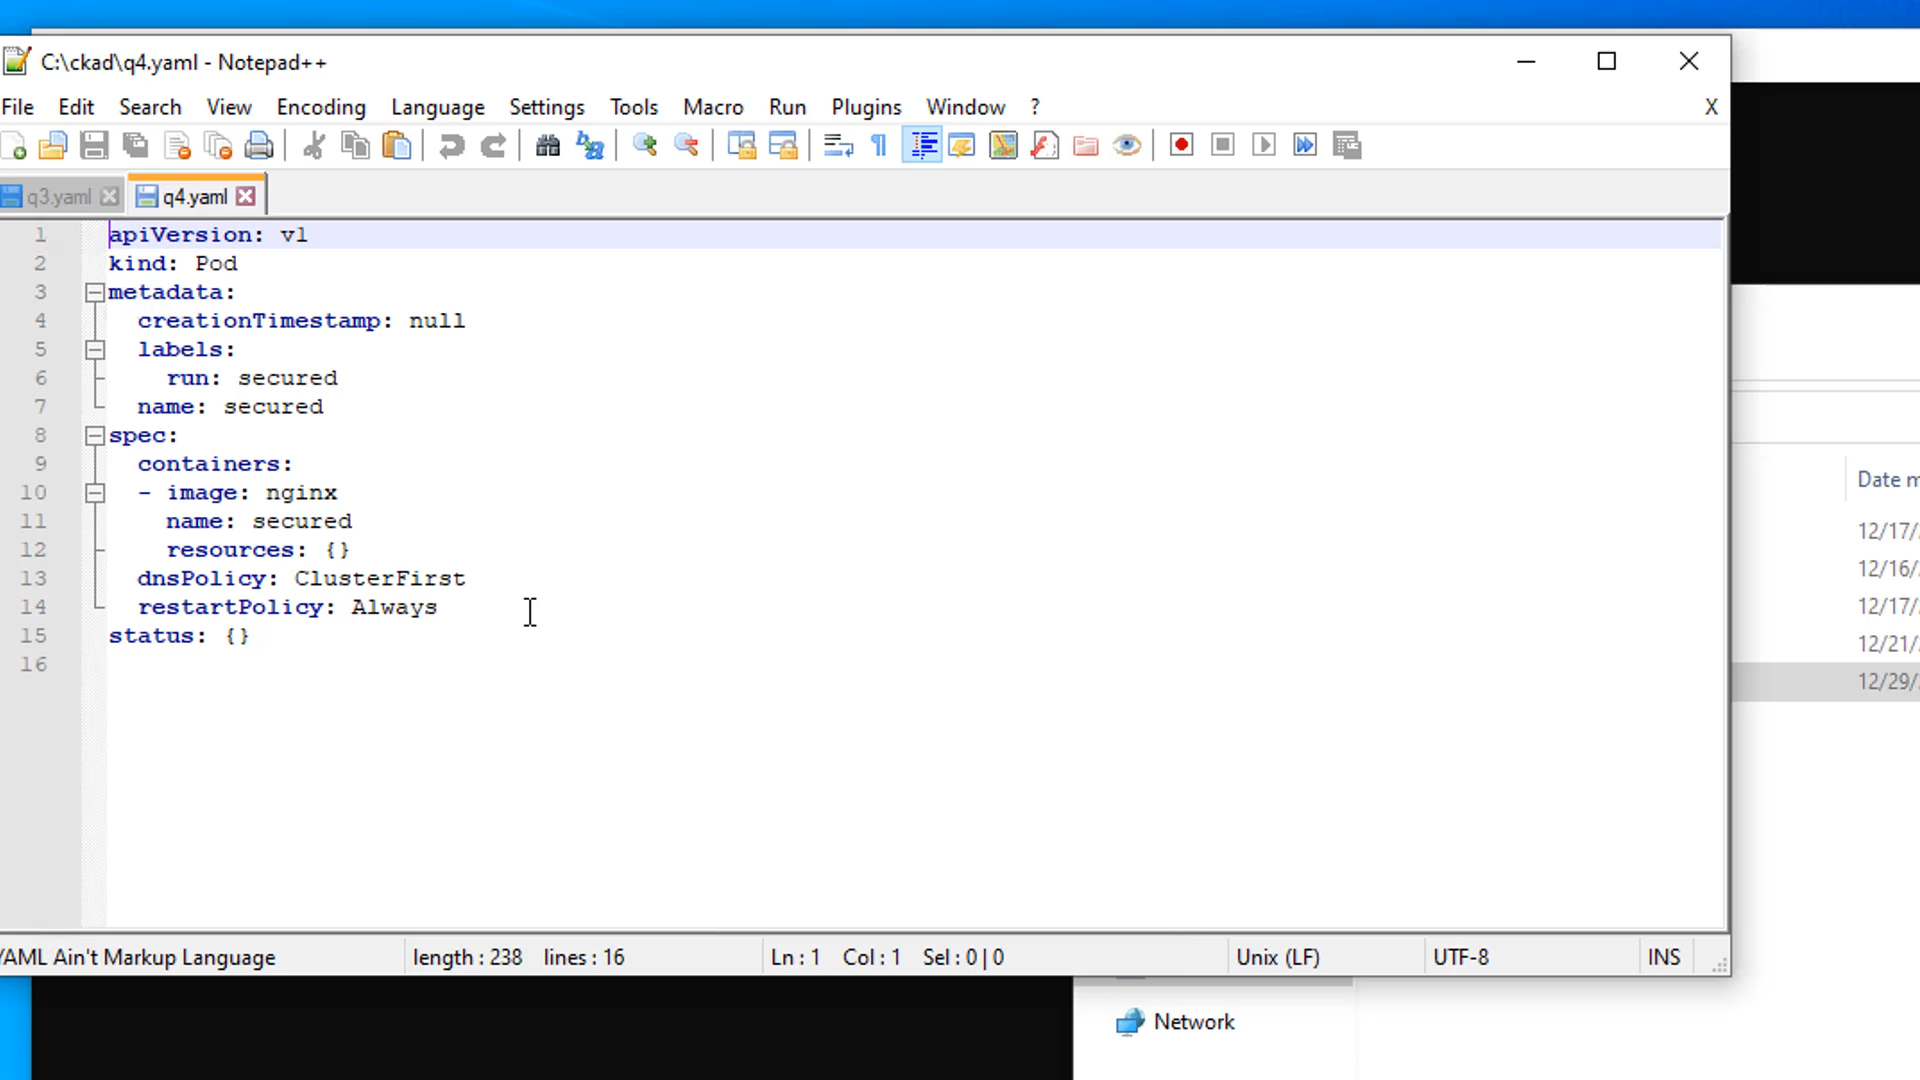 C:\ckad\q4.yaml - Notepad++
File Edit Search View Encoding Language Settings Tools Macro Run Plugins Window ? X
q3.yaml q4.yaml
1 apiVersion: v1
2 kind: Pod
3 metadata:
4 creationTimestamp: null
5 labels:
6 run: secured
7 name: secured
8 spec:
9 containers:
10 - image: nginx
11 name: secured
12 resources: {}
13 dnsPolicy: ClusterFirst
14 restartPolicy: Always
15 status: {}
16
YAML Ain't Markup Language length : 238 lines : 16 Ln : 1 Col : 1 Sel : 0 | 0 Unix (LF) UTF-8 INS
Date m
12/17/
12/16/
12/17/
12/21/
12/29/
Network